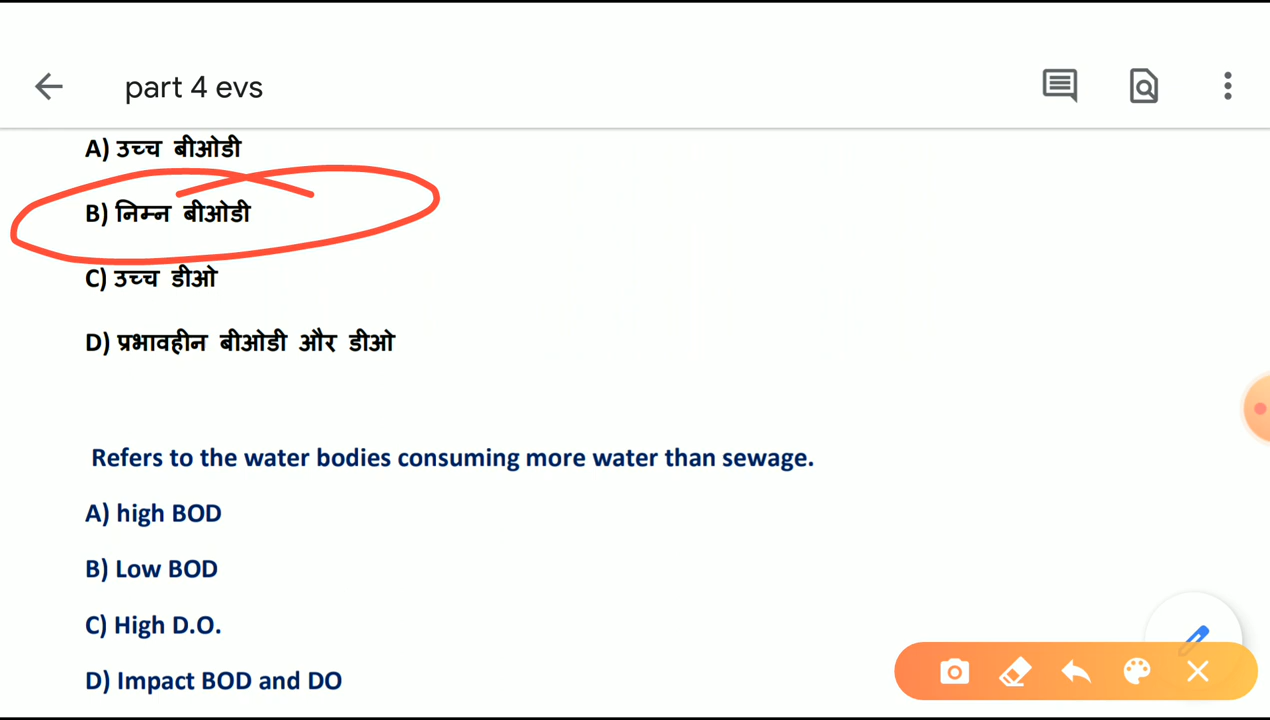 part 4 evs
A) उच्च बीओडी
B) निम्न बीओडी
C) उच्च डीओ
D) प्रभावहीन बीओडी और डीओ
Refers to the water bodies consuming more water than sewage.
A) high BOD
B) Low BOD
C) High D.O.
D) Impact BOD and DO